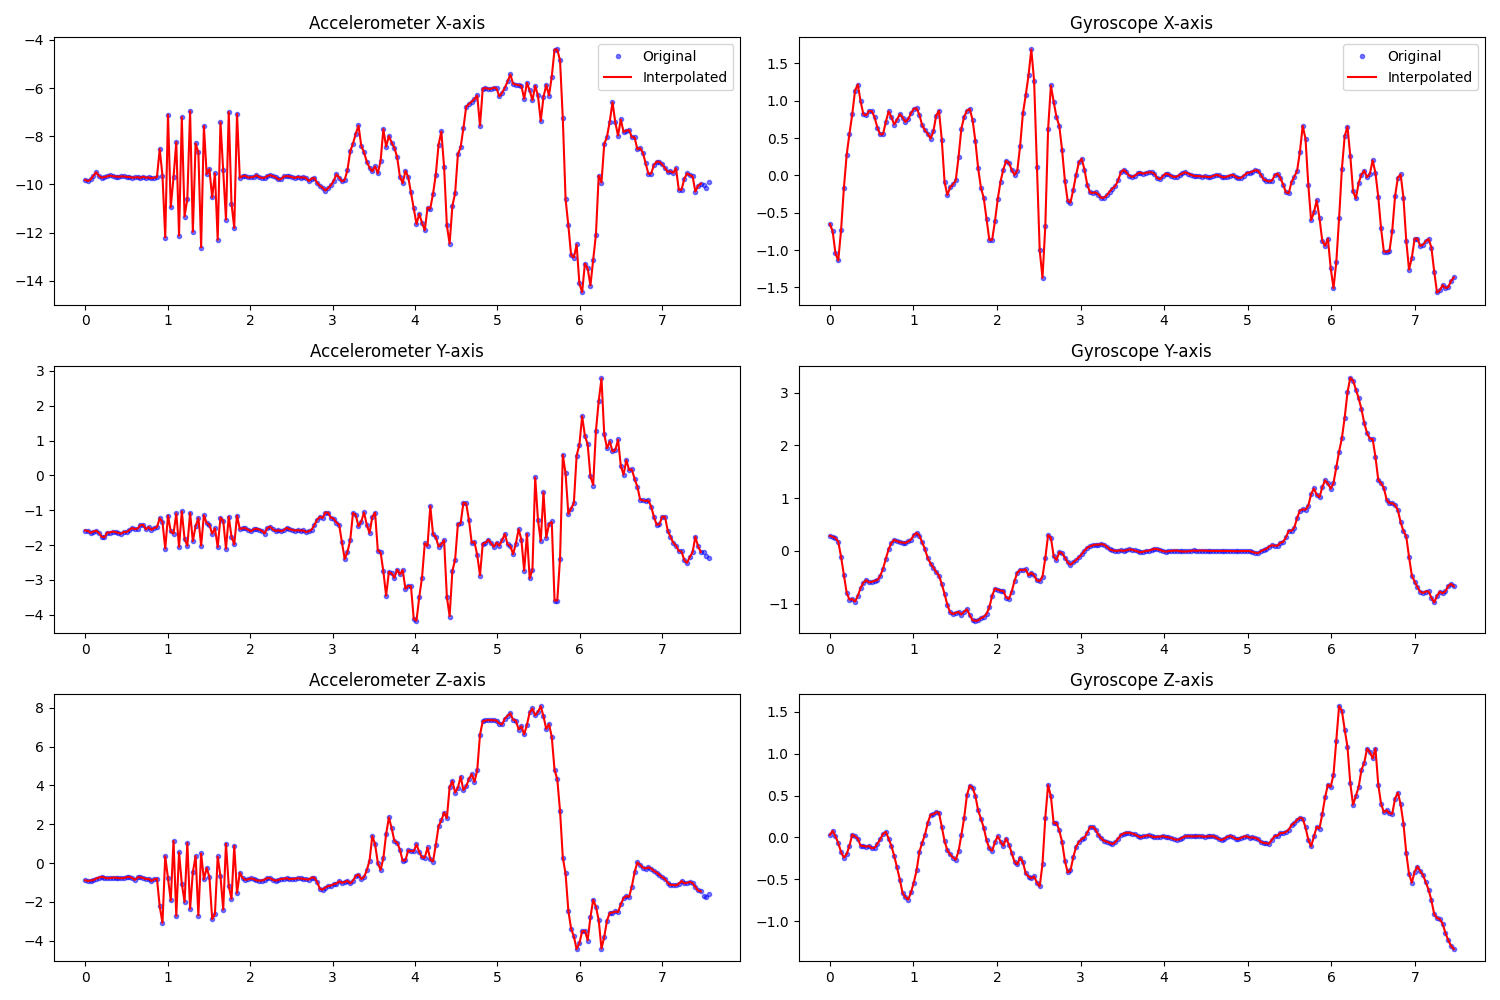 Accelerometer X-axis
−4
−6
−8
−10
−12
−14
0 1 2 3 4 5 6 7
Original
Interpolated
Gyroscope X-axis
1.5
1.0
0.5
0.0
−0.5
−1.0
−1.5
0 1 2 3 4 5 6 7
Original
Interpolated
Accelerometer Y-axis
3
2
1
0
−1
−2
−3
−4
0 1 2 3 4 5 6 7
Gyroscope Y-axis
3
2
1
0
−1
0 1 2 3 4 5 6 7
Accelerometer Z-axis
8
6
4
2
0
−2
−4
0 1 2 3 4 5 6 7
Gyroscope Z-axis
1.5
1.0
0.5
0.0
−0.5
−1.0
0 1 2 3 4 5 6 7